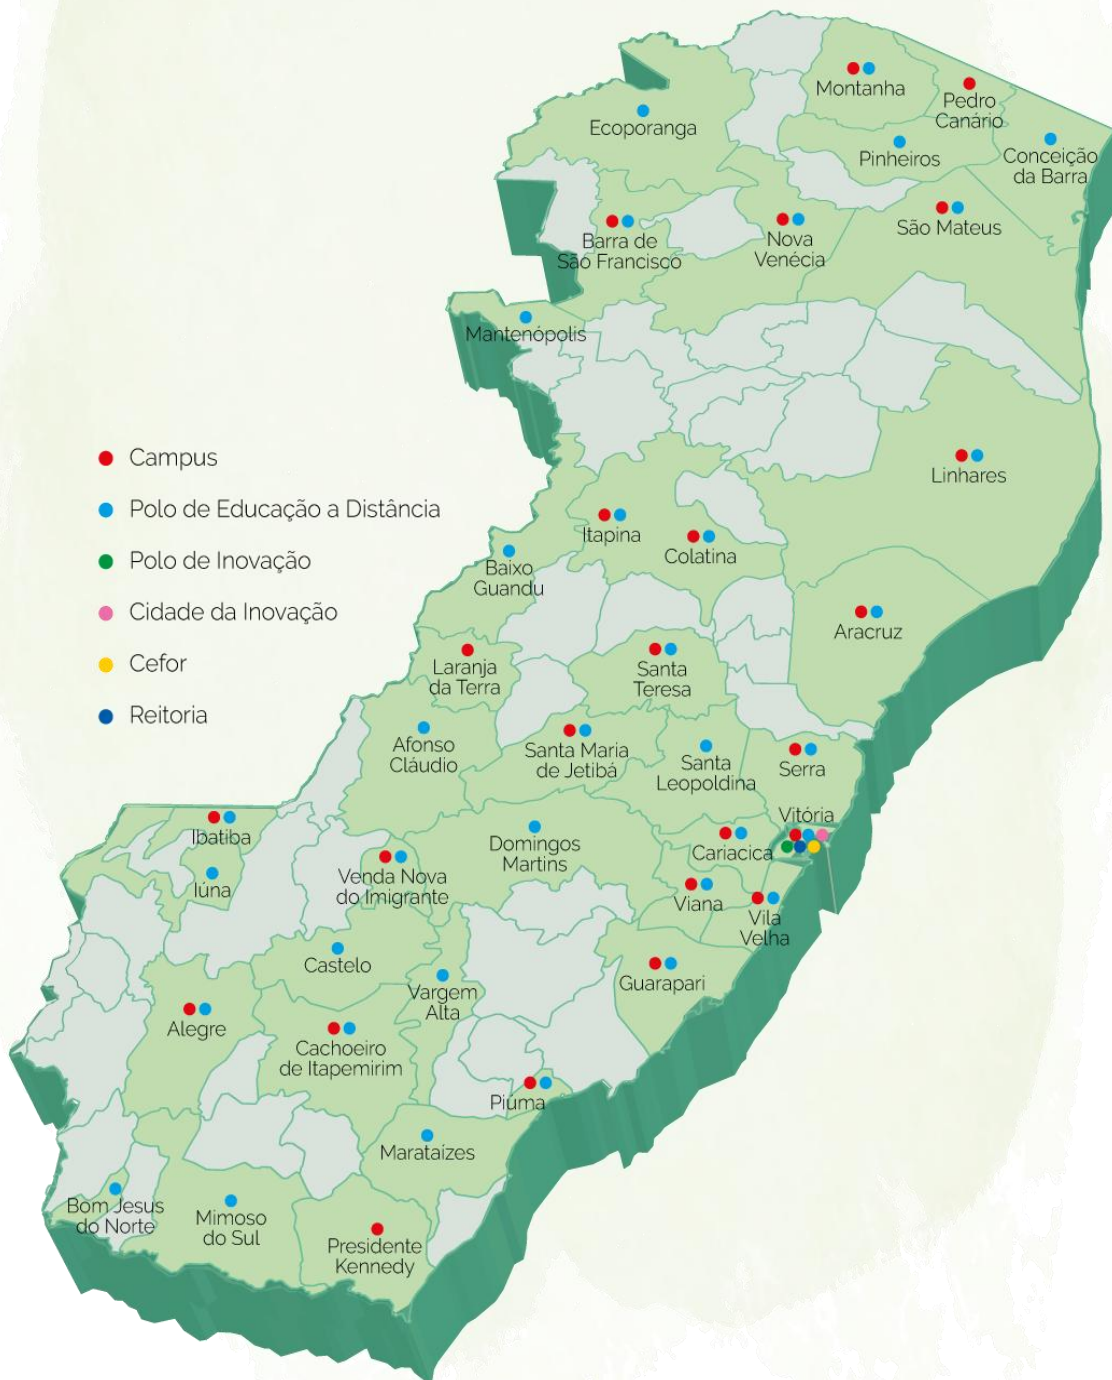 Montanha
Pedro
Canário
Ecoporanga
Pinheiros
Conceição
da Barra
São Mateus
Barra de
São Francisco
Nova
Venécia
Mantenópolis
Campus
Polo de Educação a Distância
Polo de Inovação
Cidade da Inovação
Cefor
Reitoria
Linhares
Itapina
Colatina
Baixo
Guandu
Aracruz
Laranja
da Terra
Santa
Teresa
Afonso
Cláudio
Santa Maria
de Jetibá
Santa
Leopoldina
Serra
Vitória
Ibatiba
Iúna
Domingos
Martins
Cariacica
Venda Nova
do Imigrante
Viana
Vila
Velha
Castelo
Vargem
Alta
Guarapari
Alegre
Cachoeiro
de Itapemirim
Piúma
Marataízes
Bom Jesus
do Norte
Mimoso
do Sul
Presidente
Kennedy